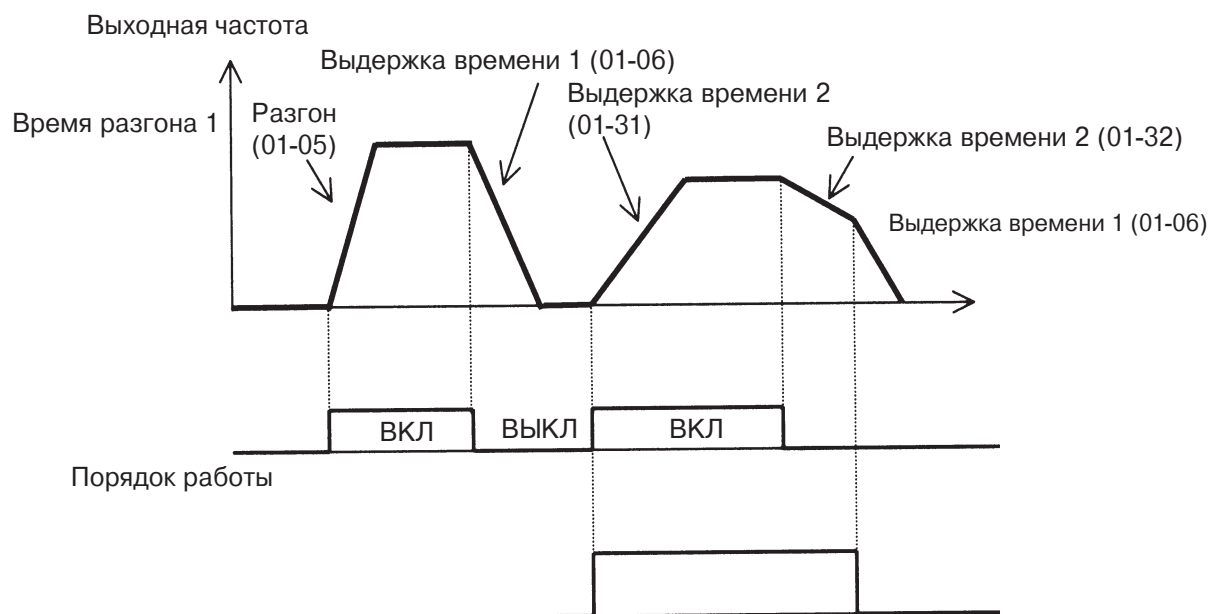 Выходная частота
Выдержка времени 1 (01-06)
Выдержка времени 2
(01-31)
Время разгона 1
Разгон
(01-05)
Выдержка времени 2 (01-32)
Выдержка времени 1 (01-06)
ВКЛ
ВЫКЛ
ВКЛ
Порядок работы